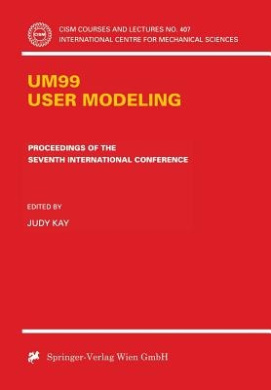 CISM COURSES AND LECTURES NO. 407
INTERNATIONAL CENTRE FOR MECHANICAL SCIENCES
UM99
USER MODELING
PROCEEDINGS OF THE
SEVENTH INTERNATIONAL CONFERENCE
EDITED BY
JUDY KAY
Springer-Verlag Wien GmbH